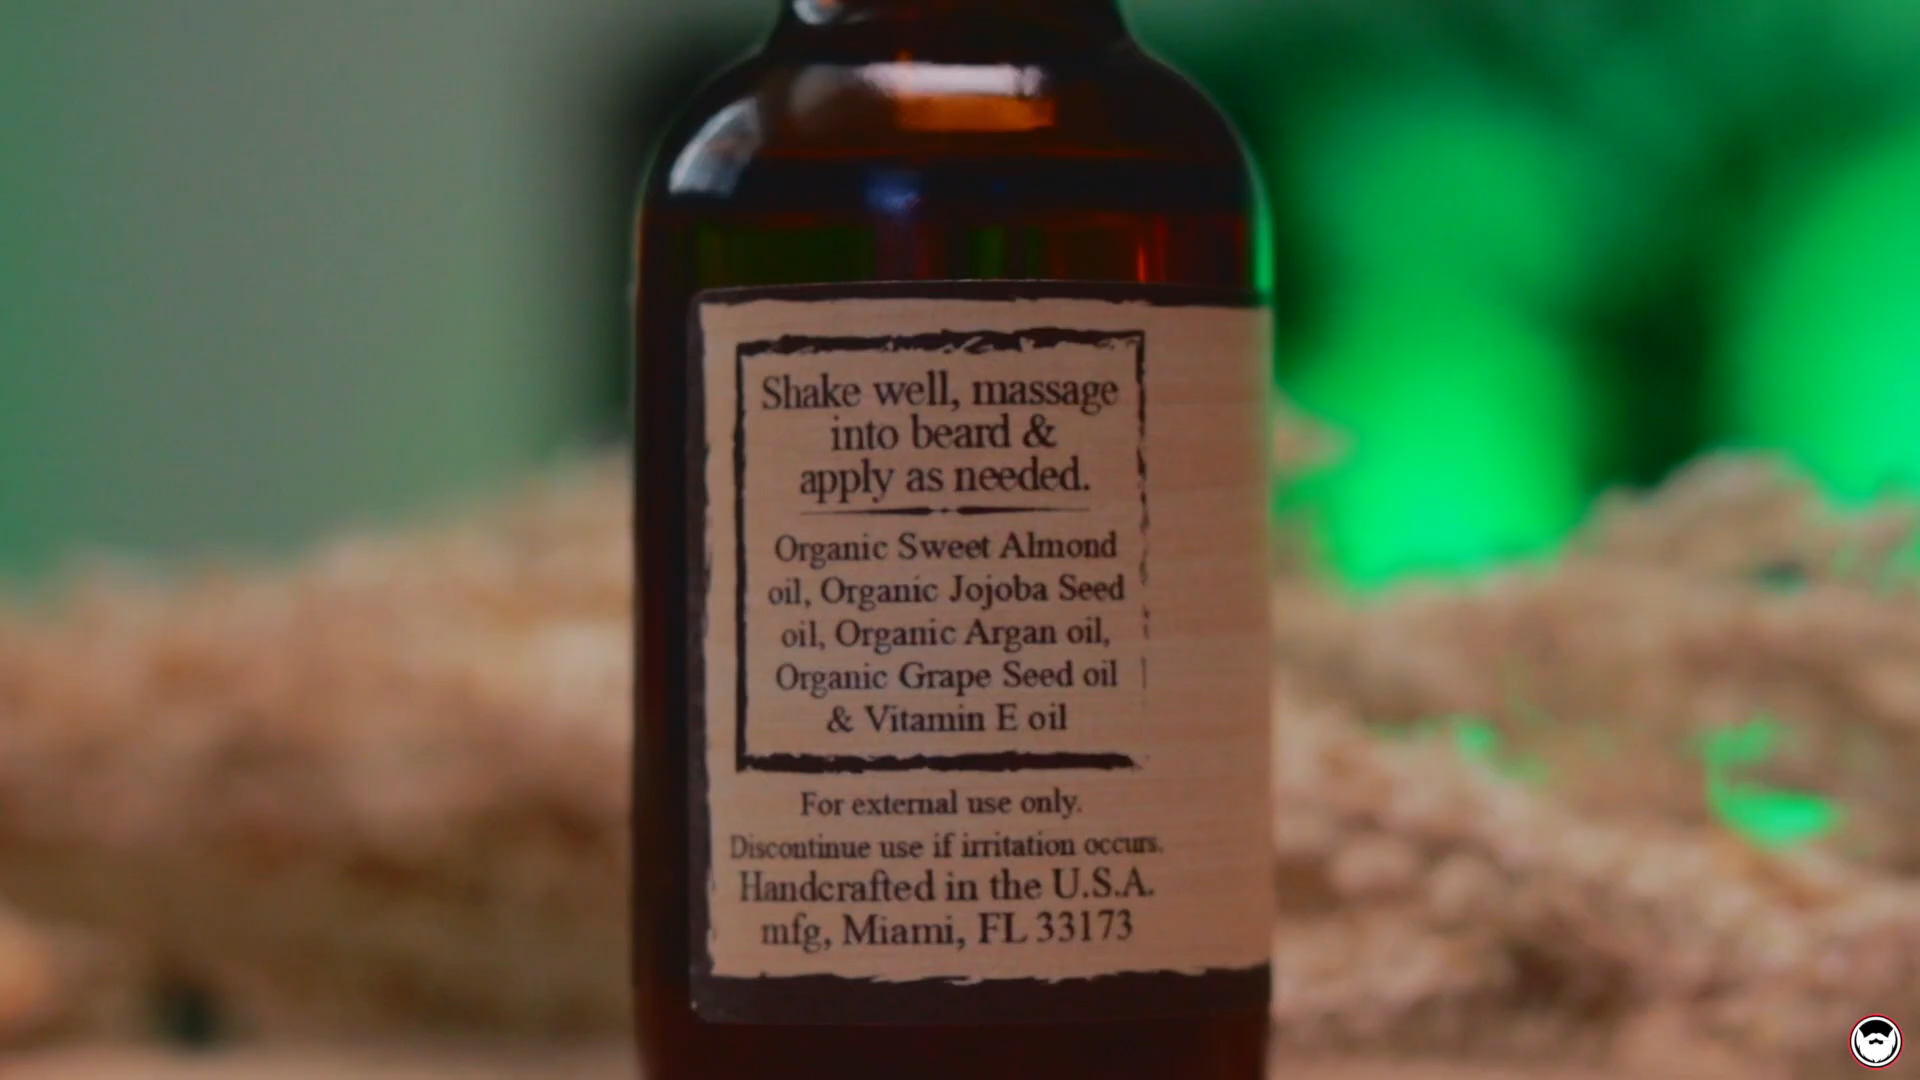 Shake well, massage
into beard &
apply as needed.
Organic Sweet Almond
oil, Organic Jojoba Seed
oil, Organic Argan oil,
Organic Grape Seed oil
& Vitamin E oil
For external use only.
Discontinue use if irritation occurs.
Handcrafted in the U.S.A.
mfg, Miami, FL 33173